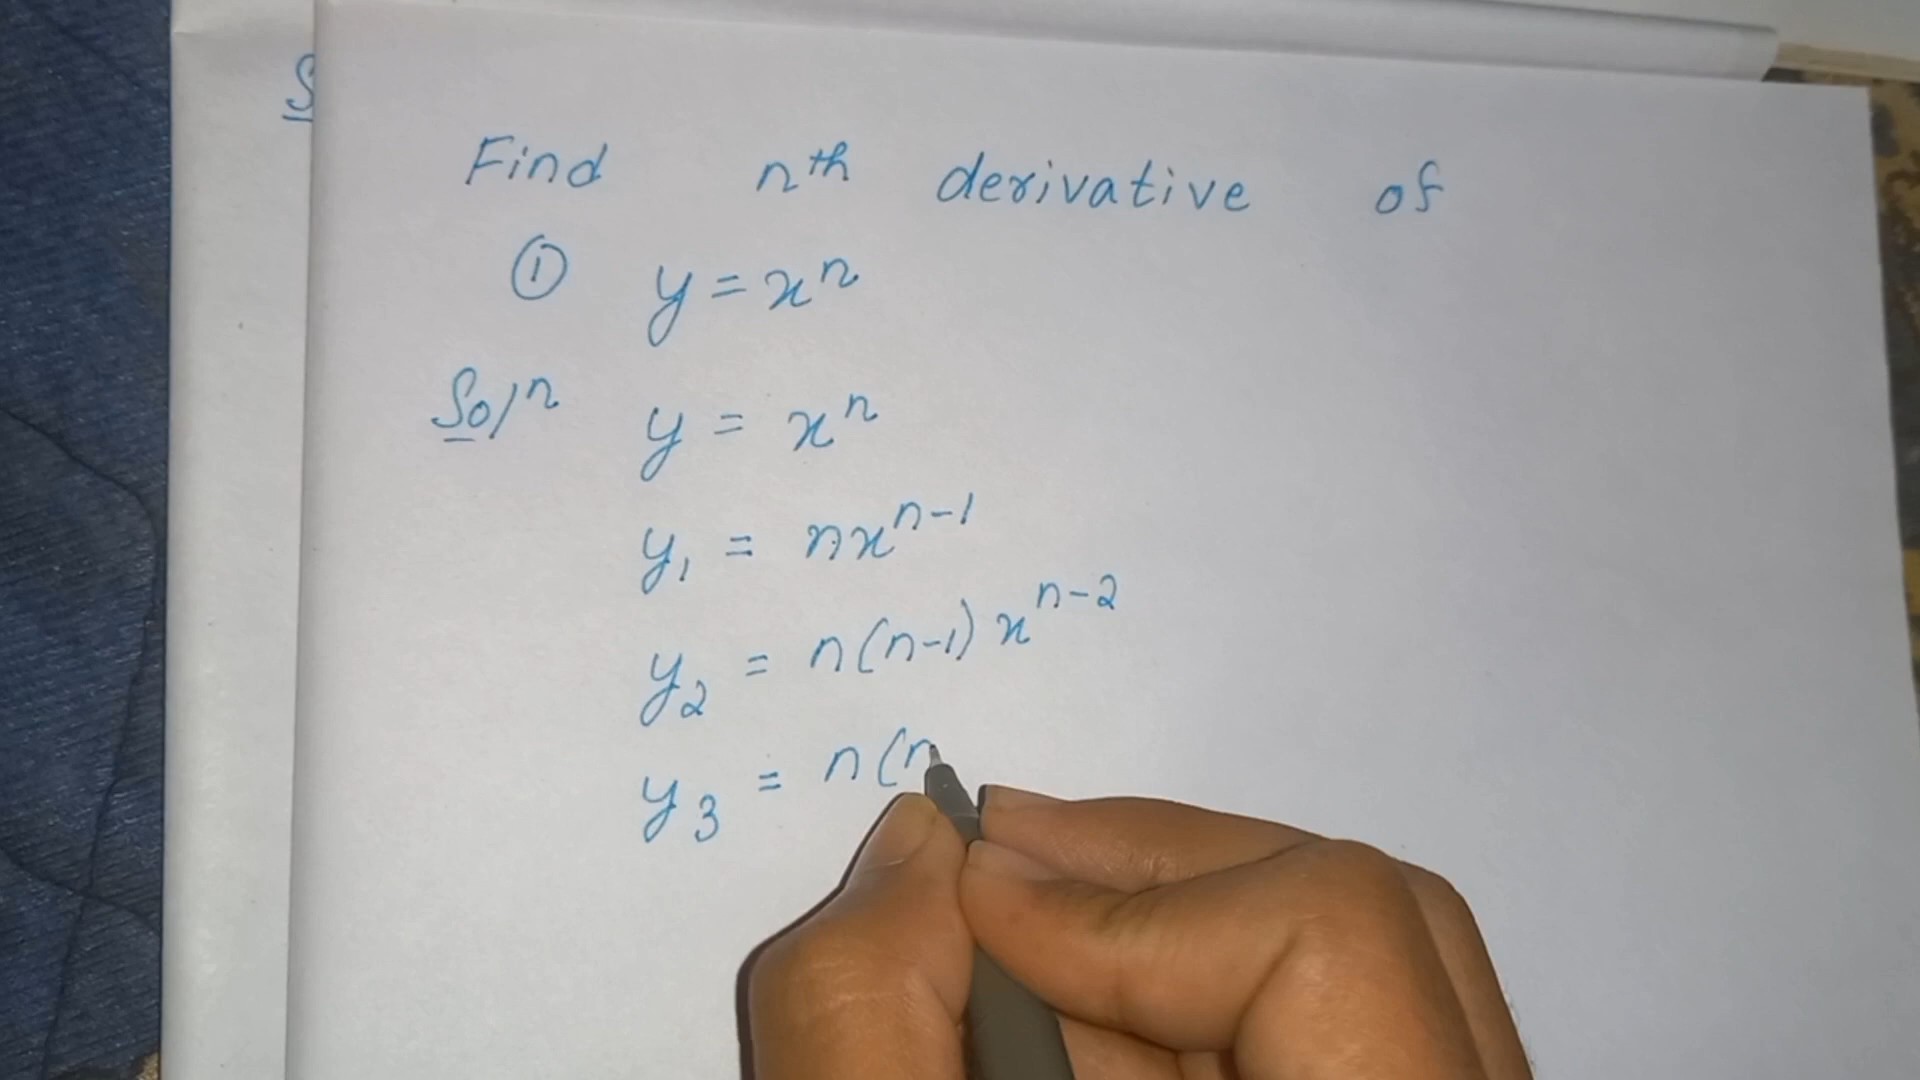 S
Find nth derivative of
① y = xⁿ
Solⁿ y = xⁿ
y₁ = nxⁿ⁻¹
y₂ = n(n-1) xⁿ⁻²
y₃ = n(n